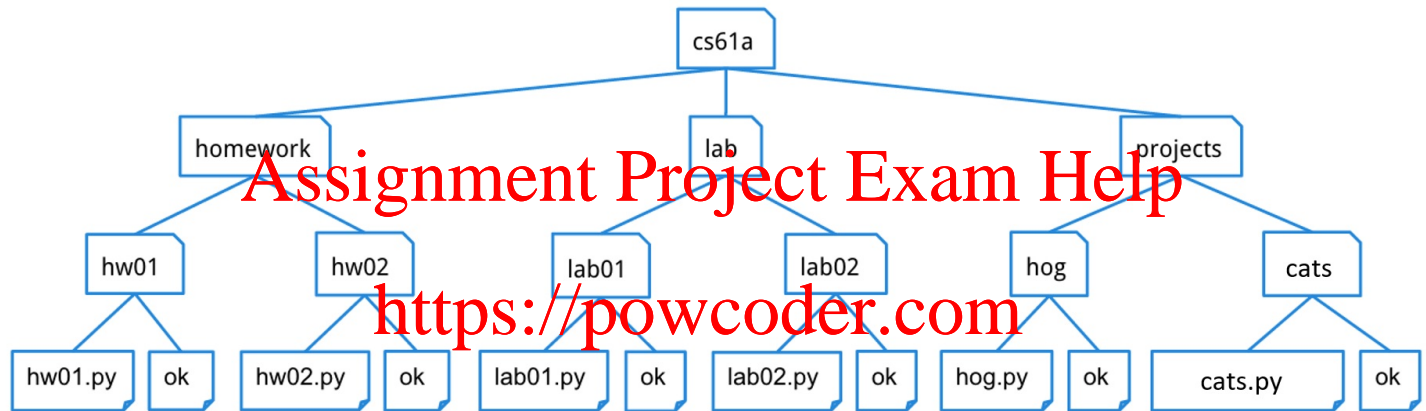 cs61a
homework lab projects
Assignment Project Exam Help
hw01 hw02 lab01 lab02 hog cats
https://powcoder.com
hw01.py ok hw02.py ok lab01.py ok lab02.py ok hog.py ok cats.py ok